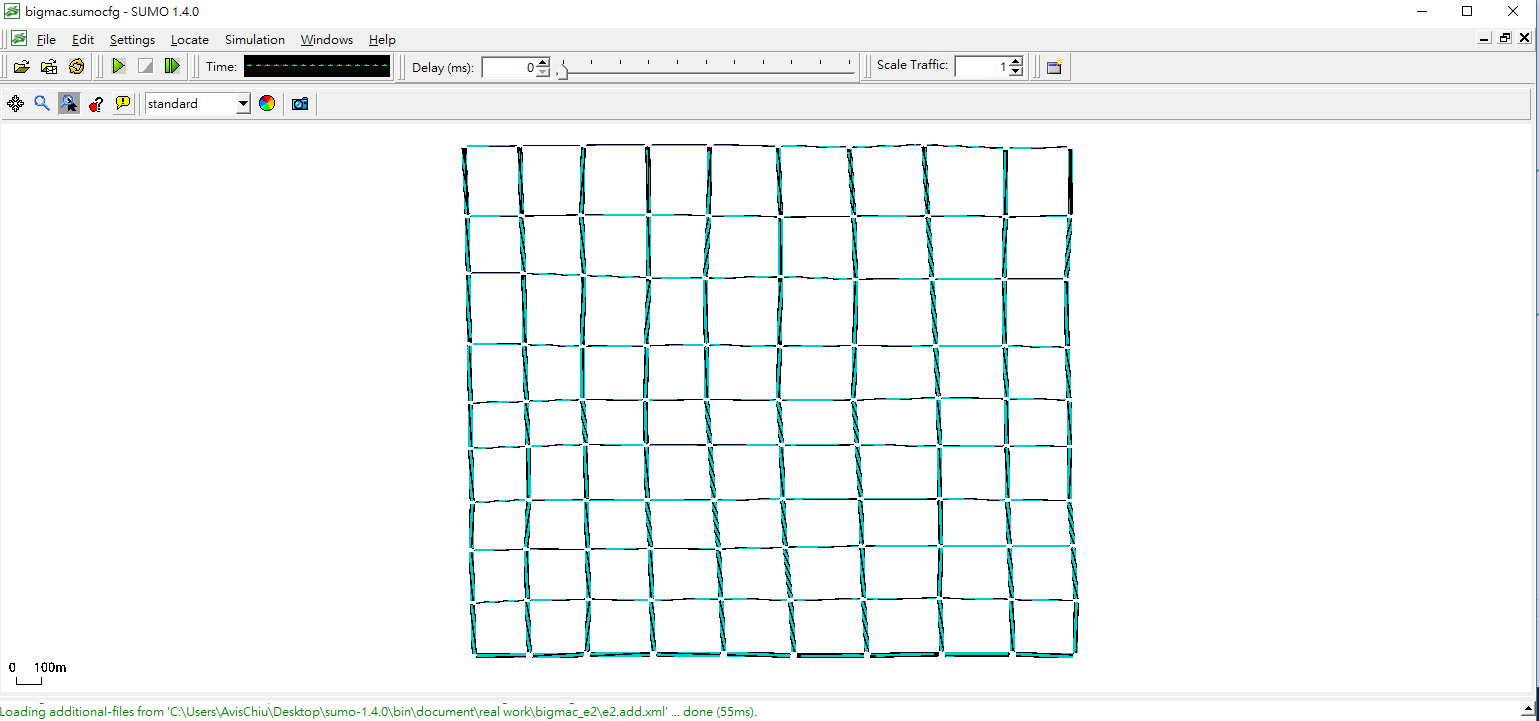 bigmac.sumocfg - SUMO 1.4.0
File Edit Settings Locate Simulation Windows Help
Time: Delay (ms): 0 Scale Traffic: 1
standard
0 100m
Loading additional-files from 'C:\Users\AvisChiu\Desktop\sumo-1.4.0\bin\document\real work\bigmac_e2\e2.add.xml' ... done (55ms).